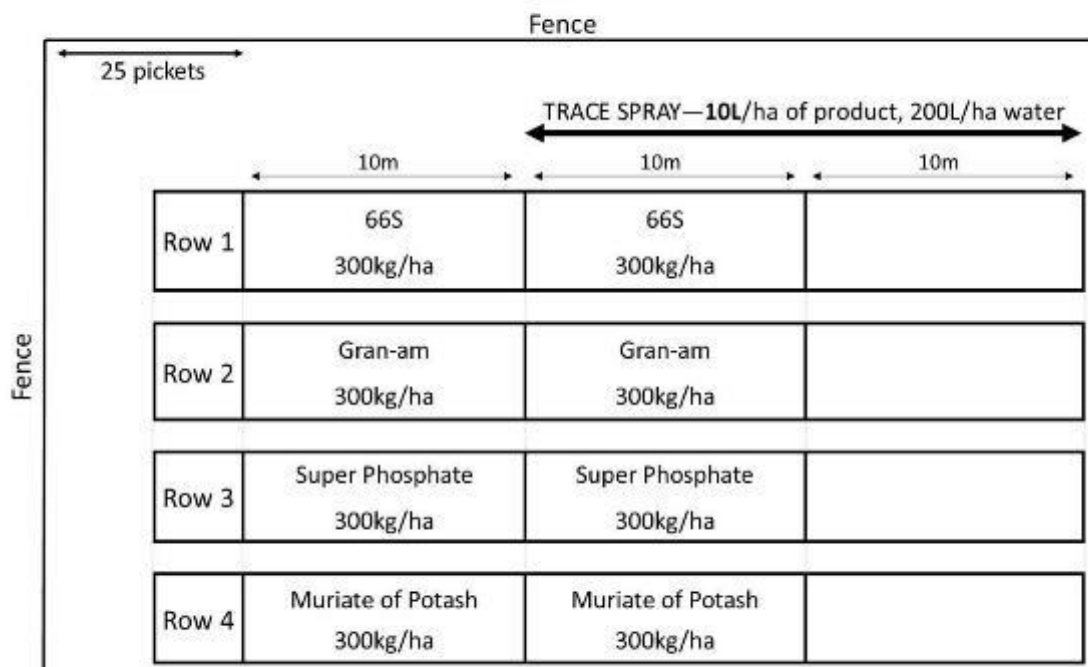 Fence
25 pickets
TRACE SPRAY—10L/ha of product, 200L/ha water
10m
10m
10m
Row 1
66S
300kg/ha
66S
300kg/ha
Fence
Row 2
Gran-am
300kg/ha
Gran-am
300kg/ha
Row 3
Super Phosphate
300kg/ha
Super Phosphate
300kg/ha
Row 4
Muriate of Potash
300kg/ha
Muriate of Potash
300kg/ha